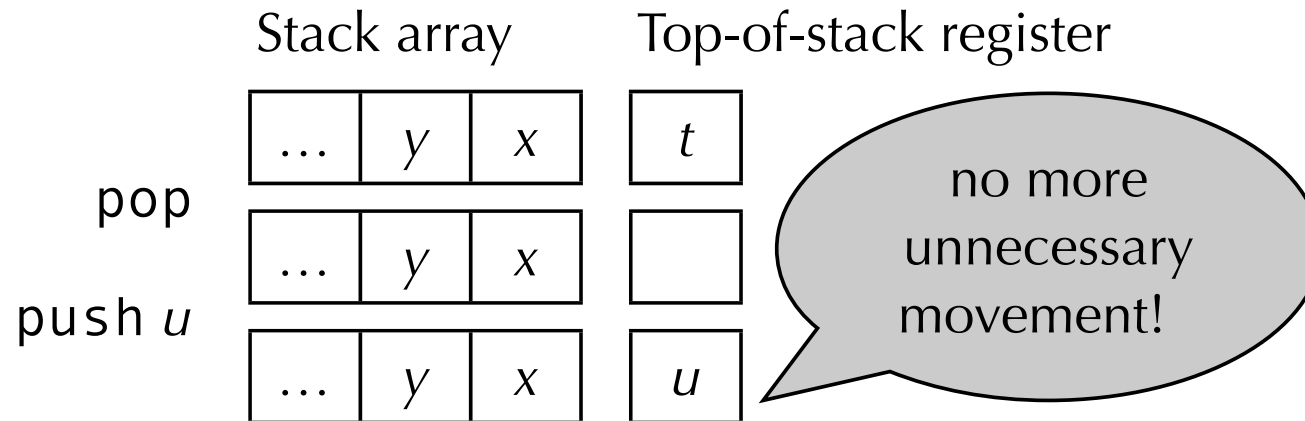 Stack array Top-of-stack register
… y x t
pop
… y x
push u
… y x u
no more
unnecessary
movement!